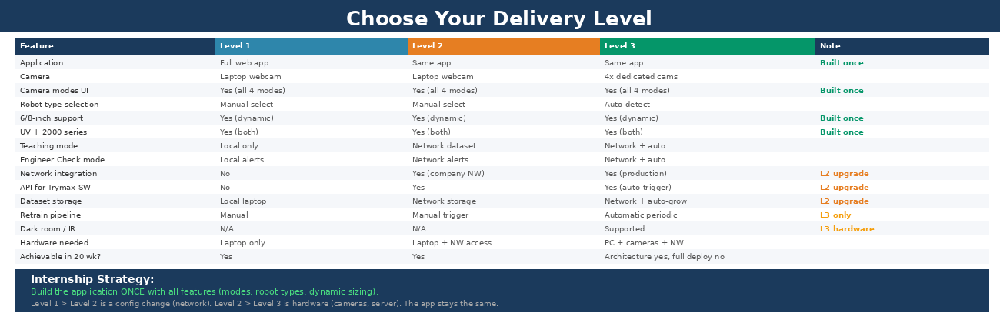 Choose Your Delivery Level
Feature Level 1 Level 2 Level 3 Note
Application Full web app Same app Same app Built once
Camera Laptop webcam Laptop webcam 4x dedicated cams
Camera modes UI Yes (all 4 modes) Yes (all 4 modes) Yes (all 4 modes) Built once
Robot type selection Manual select Manual select Auto-detect
6/8-inch support Yes (dynamic) Yes (dynamic) Yes (dynamic) Built once
UV + 2000 series Yes (both) Yes (both) Yes (both) Built once
Teaching mode Local only Network dataset Network + auto
Engineer Check mode Local alerts Network alerts Network + auto
Network integration No Yes (company NW) Yes (production) L2 upgrade
API for Trymax SW No Yes Yes (auto-trigger) L2 upgrade
Dataset storage Local laptop Network storage Network + auto-grow L2 upgrade
Retrain pipeline Manual Manual trigger Automatic periodic L3 only
Dark room / IR N/A N/A Supported L3 hardware
Hardware needed Laptop only Laptop + NW access PC + cameras + NW
Achievable in 20 wk? Yes Yes Architecture yes, full deploy no
Internship Strategy:
Build the application ONCE with all features (modes, robot types, dynamic sizing).
Level 1 > Level 2 is a config change (network). Level 2 > Level 3 is hardware (cameras, server). The app stays the same.